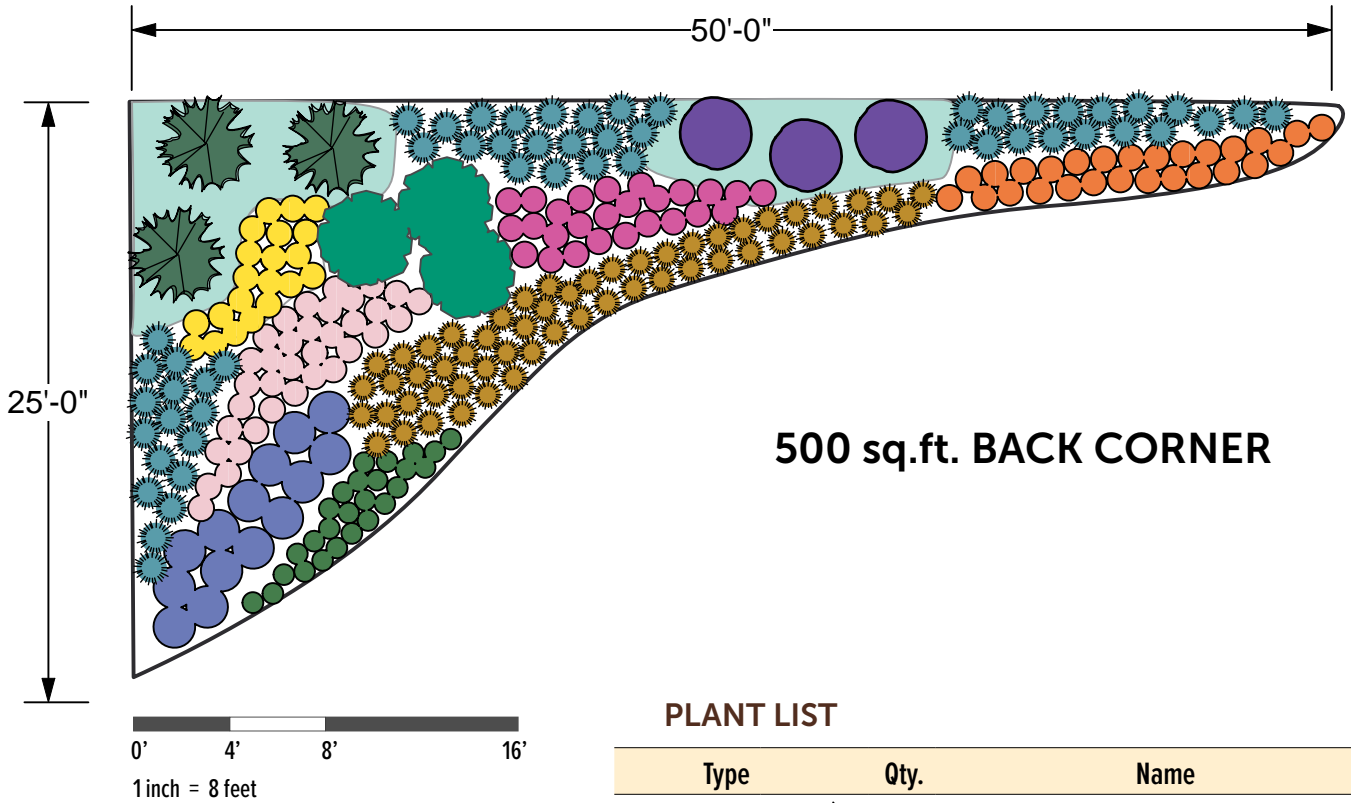 50'-0"
25'-0"
500 sq.ft. BACK CORNER
0’ 4’ 8’ 16’
1 inch = 8 feet
PLANT LIST
Type Qty. Name